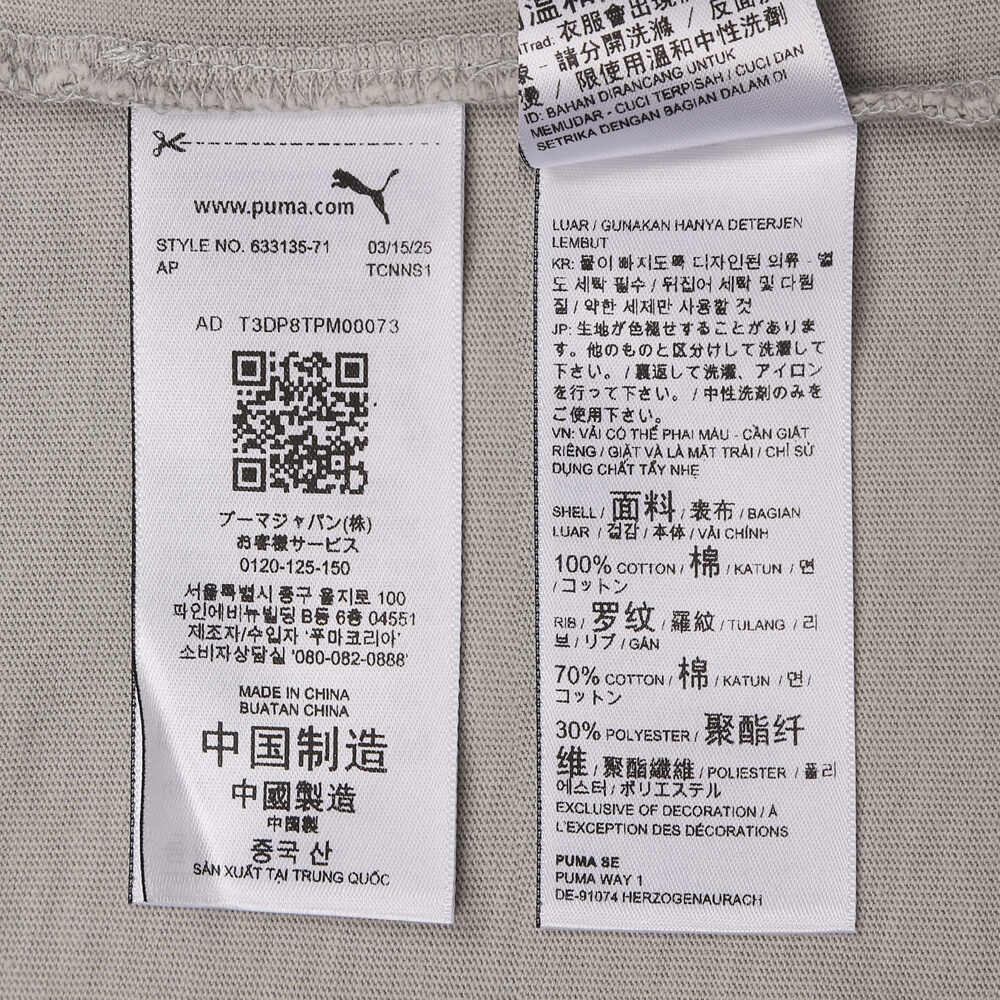 www.puma.com
STYLE NO. 633135-71 03/15/25
AP TCNNS1
AD T3DP8TPM00073
プーマジャパン(株)
お客様サービス
0120-125-150
서울특별시 중구 을지로 100
파인에비뉴빌딩 B동 6층 04551
제조자/수입자 '푸마코리아'
소비자상담실 '080-082-0888'
MADE IN CHINA
BUATAN CHINA
中国制造
中國製造
中国製
중국 산
SẢN XUẤT TẠI TRUNG QUỐC
Trad: 衣服會出現
- 請分開洗滌 / 反面
/ 限使用溫和中性洗劑
ID: BAHAN DIRANCANG UNTUK
MEMUDAR - CUCI TERPISAH / CUCI DAN
SETRIKA DENGAN BAGIAN DALAM DI
LUAR / GUNAKAN HANYA DETERJEN
LEMBUT
KR: 물이 빠지도록 디자인된 의류 - 별
도 세탁 필수 / 뒤집어 세탁 및 다림
질 / 약한 세제만 사용할 것
JP: 生地が色褪せすることがありま
す。他のものと区分けして洗濯して
下さい。/ 裏返して洗濯、アイロン
を行って下さい。/ 中性洗剤のみを
ご使用下さい。
VN: VẢI CÓ THỂ PHAI MÀU - CẦN GIẶT
RIÊNG / GIẶT VÀ LÀ MẶT TRÁI / CHỈ SỬ
DỤNG CHẤT TẨY NHẸ
SHELL / 面料 / 表布 / BAGIAN
LUAR / 겉감 / 本体 / VẢI CHÍNH
100% COTTON / 棉 / KATUN / 면
/ コットン
RIB / 罗纹 / 羅紋 / TULANG / 리
브 / リブ / GÂN
70% COTTON / 棉 / KATUN / 면 /
コットン
30% POLYESTER / 聚酯纤
维 / 聚酯纖維 / POLIESTER / 폴리
에스터 / ポリエステル
EXCLUSIVE OF DECORATION / À
L'EXCEPTION DES DÉCORATIONS
PUMA SE
PUMA WAY 1
DE-91074 HERZOGENAURACH